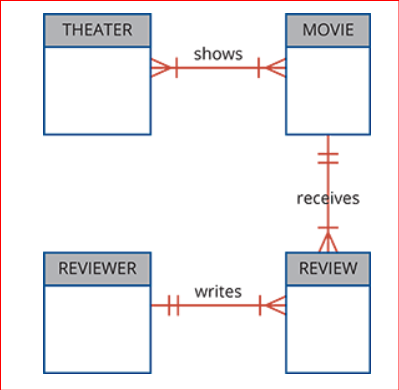 THEATER
shows
MOVIE
receives
REVIEWER
writes
REVIEW